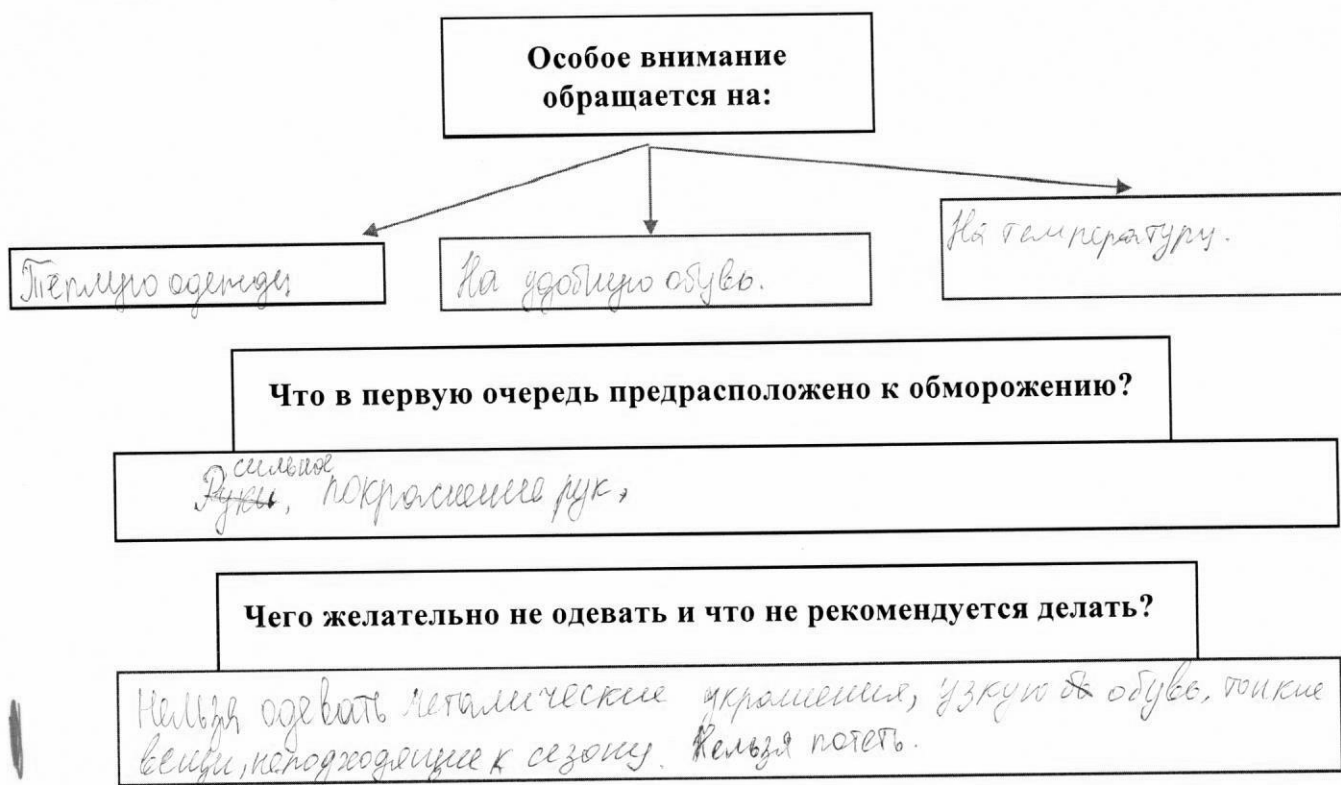 Особое внимание
обращается на:
Тёплую одежду
На удобную обувь.
На температуру.
Что в первую очередь предрасположено к обморожению?
сильное
Руки, покраснение рук,
Чего желательно не одевать и что не рекомендуется делать?
Нельзя одевать металические украшения, узкую обувь, тонкие
вещи, неподходящие к сезону. Нельзя потеть.